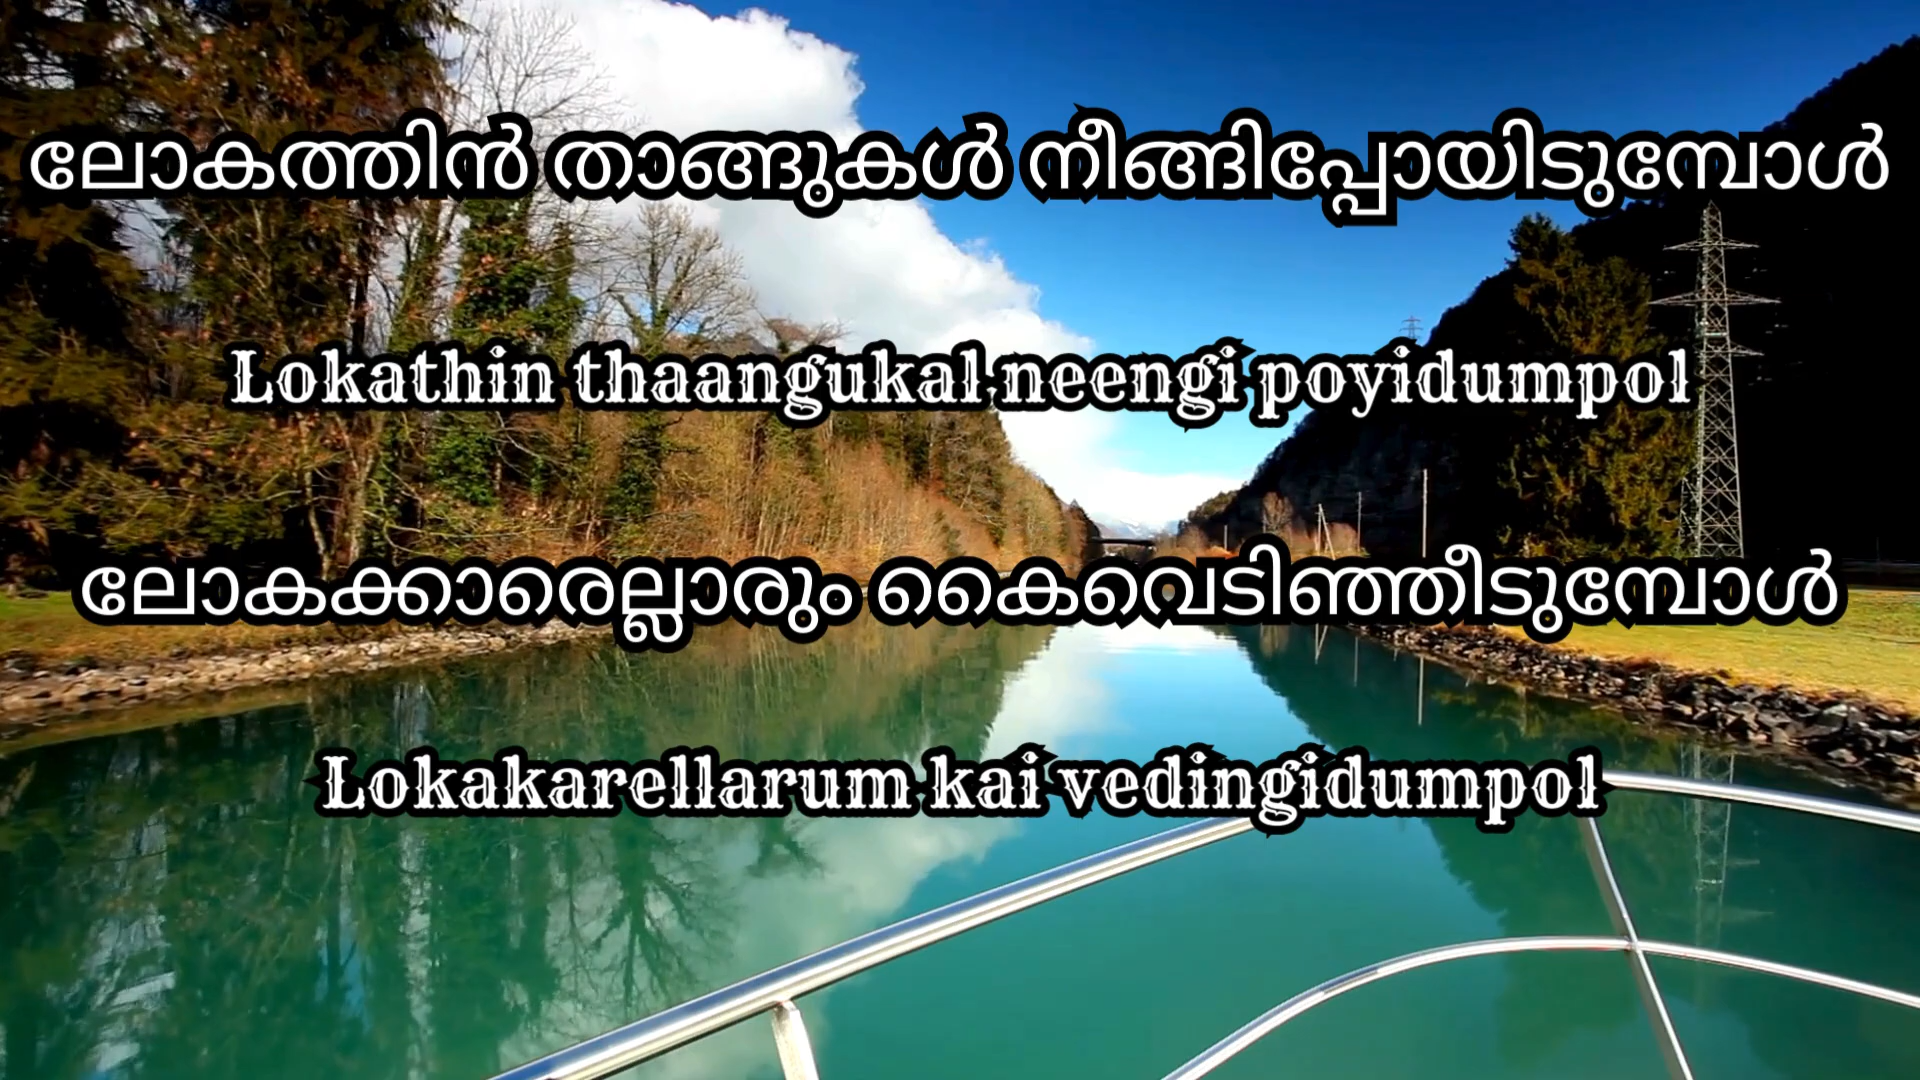 ലോകത്തിൻ താങ്ങുകൾ നീങ്ങിപ്പോയിടുമ്പോൾ
Lokathin thaangukal neengi poyidumpol
ലോകക്കാരെല്ലാരും കൈവെടിഞ്ഞീടുമ്പോൾ
Lokakarellarum kai vedingidumpol